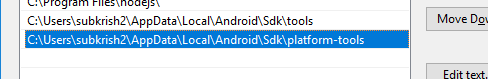 C:\Program Files\nodejs\
C:\Users\subkrish2\AppData\Local\Android\Sdk\tools
Move Do
C:\Users\subkrish2\AppData\Local\Android\Sdk\platform-tools
Edit text.